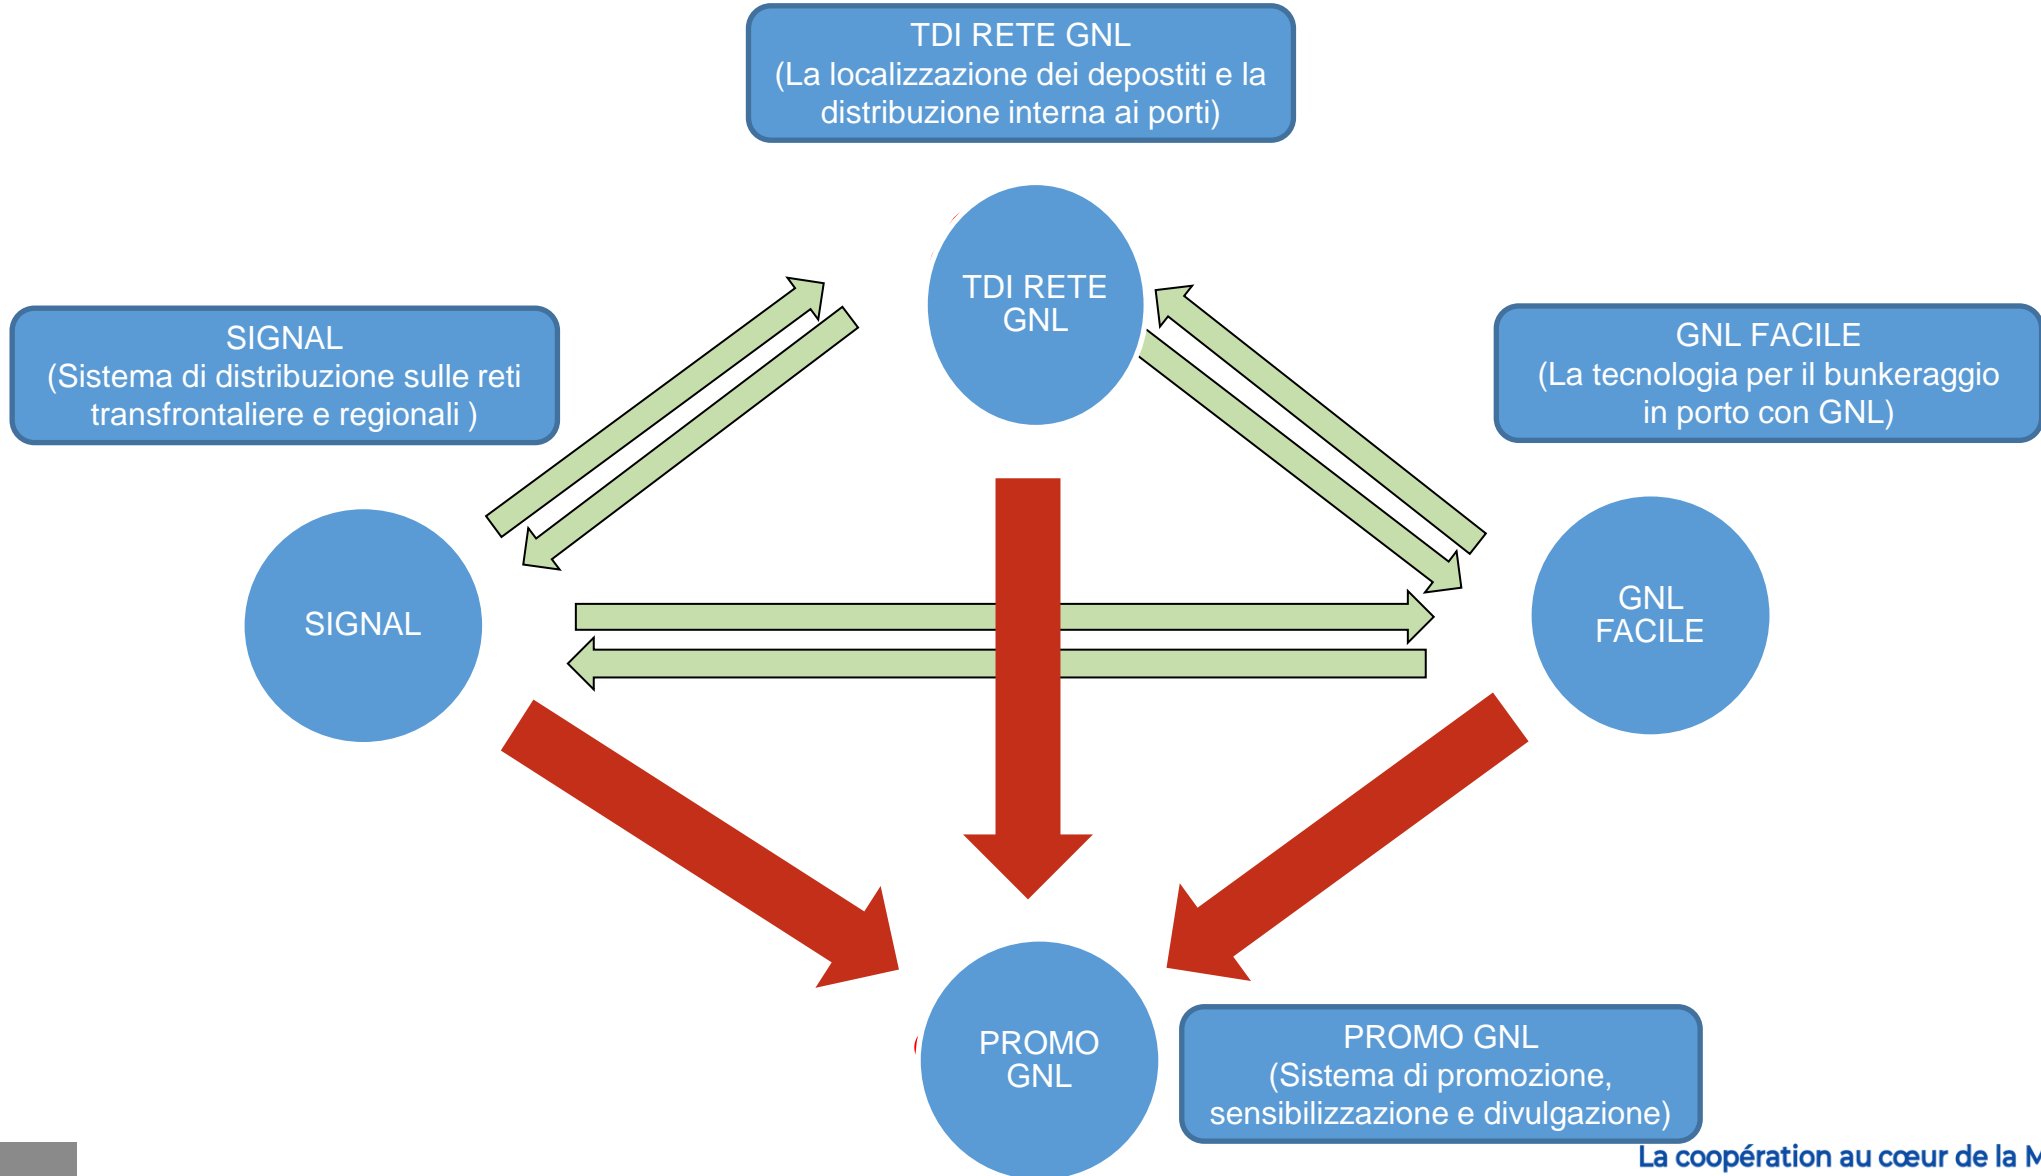 TDI RETE GNL
(La localizzazione dei depostiti e la
distribuzione interna ai porti)
TDI RETE
GNL
SIGNAL
(Sistema di distribuzione sulle reti
transfrontaliere e regionali )
GNL FACILE
(La tecnologia per il bunkeraggio
in porto con GNL)
SIGNAL
GNL
FACILE
PROMO
GNL
PROMO GNL
(Sistema di promozione,
sensibilizzazione e divulgazione)
La coopération au cœur de la M